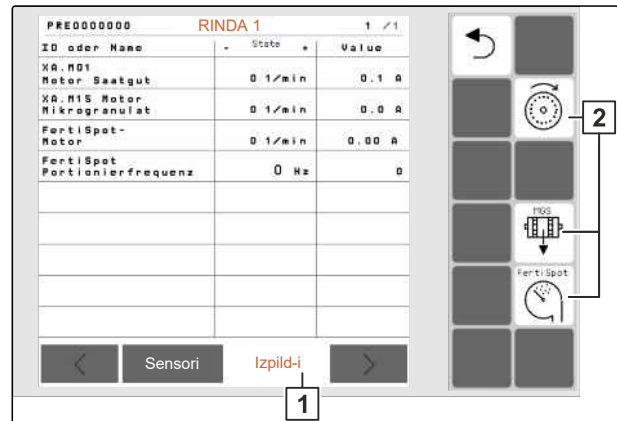 PRE0000000 RINDA 1 1 /1
ID oder Name - State + Value
XA.M01
Motor Saatgut 0 1/min 0.1 A
XA.M15 Motor
Mikrogranulat 0 1/min 0.0 A
FertiSpot-
Motor 0 1/min 0.00 A
FertiSpot
Portionierfrequenz 0 Hz 0
2
MGS
FertiSpot
Sensori Izpild-i
1